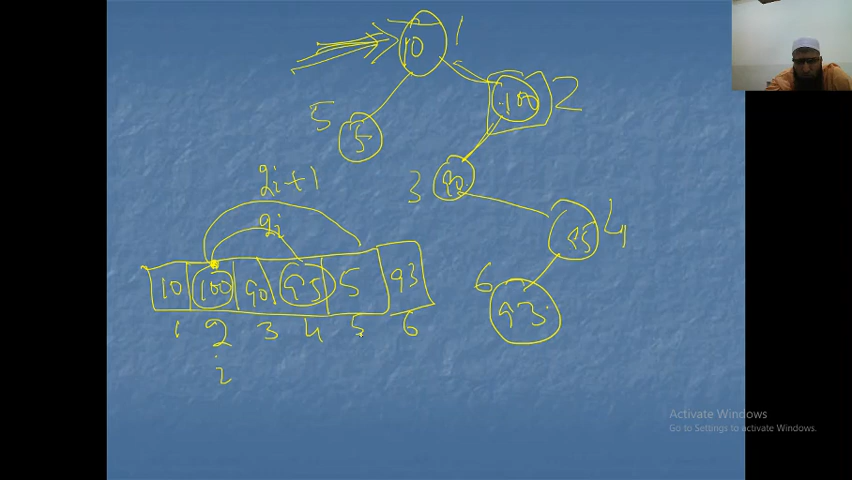 10 1
100 2
5 5
90 3
95 4
6 93
2i+1
2i
10 100 90 95 5 93
1 2 3 4 5 6
i
Activate Windows
Go to Settings to activate Windows.